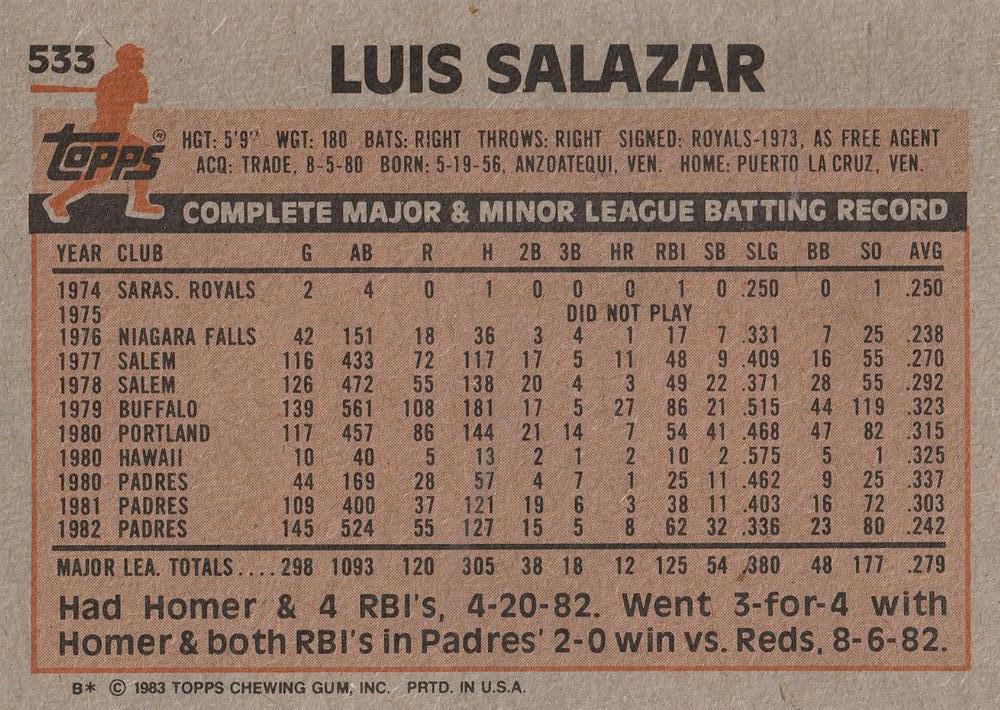 533
LUIS SALAZAR
TOPPS ®
HGT: 5'9" WGT: 180 BATS: RIGHT THROWS: RIGHT SIGNED: ROYALS-1973, AS FREE AGENT
ACQ: TRADE, 8-5-80 BORN: 5-19-56, ANZOATEQUI, VEN. HOME: PUERTO LA CRUZ, VEN.
COMPLETE MAJOR & MINOR LEAGUE BATTING RECORD
YEAR CLUB G AB R H 2B 3B HR RBI SB SLG BB SO AVG
1974 SARAS. ROYALS 2 4 0 1 0 0 0 1 0 .250 0 1 .250
1975 DID NOT PLAY
1976 NIAGARA FALLS 42 151 18 36 3 4 1 17 7 .331 7 25 .238
1977 SALEM 116 433 72 117 17 5 11 48 9 .409 16 55 .270
1978 SALEM 126 472 55 138 20 4 3 49 22 .371 28 55 .292
1979 BUFFALO 139 561 108 181 17 5 27 86 21 .515 44 119 .323
1980 PORTLAND 117 457 86 144 21 14 7 54 41 .468 47 82 .315
1980 HAWAII 10 40 5 13 2 1 2 10 2 .575 5 1 .325
1980 PADRES 44 169 28 57 4 7 1 25 11 .462 9 25 .337
1981 PADRES 109 400 37 121 19 6 3 38 11 .403 16 72 .303
1982 PADRES 145 524 55 127 15 5 8 62 32 .336 23 80 .242
MAJOR LEA. TOTALS....298 1093 120 305 38 18 12 125 54 .380 48 177 .279
Had Homer & 4 RBI's, 4-20-82. Went 3-for-4 with
Homer & both RBI's in Padres' 2-0 win vs. Reds, 8-6-82.
B* © 1983 TOPPS CHEWING GUM, INC. PRTD. IN U.S.A.